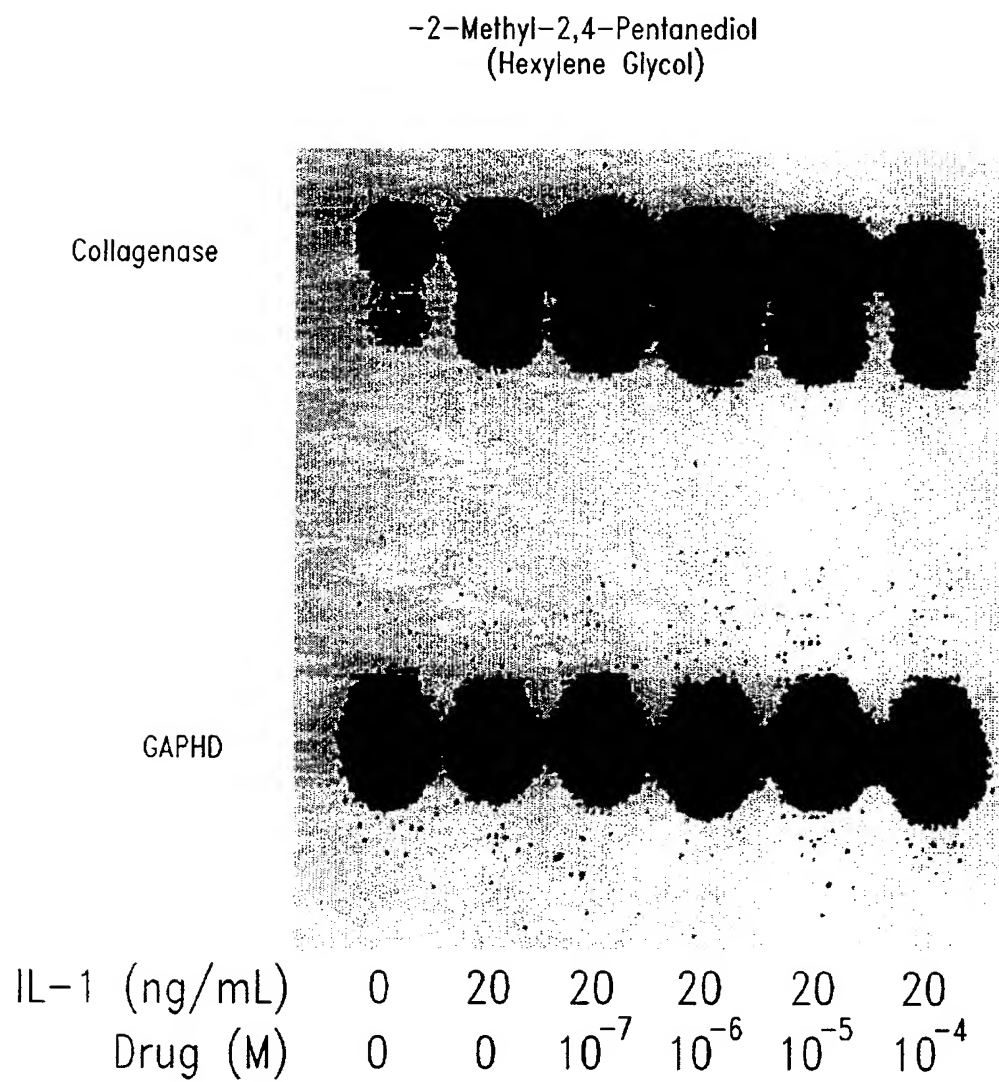 -2-Methyl-2,4-Pentanediol
(Hexylene Glycol)
Collagenase
GAPHD
IL-1 (ng/mL) 0 20 20 20 20 20
Drug (M) 0 0 10⁻⁷ 10⁻⁶ 10⁻⁵ 10⁻⁴